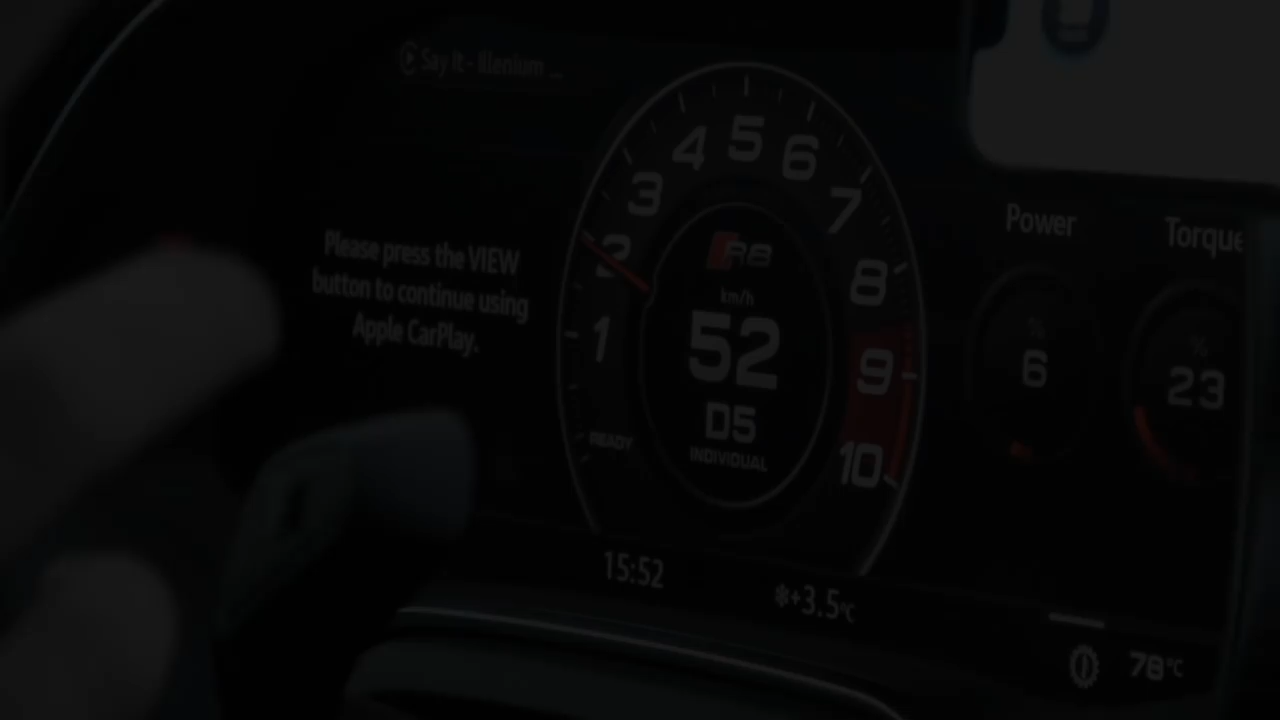 Say It - Illenium ...
Please press the VIEW
button to continue using
Apple CarPlay.
1
2
3
4
5
6
7
8
9
10
R8
km/h
52
D5
INDIVIDUAL
READY
Power
%
6
Torque
%
23
15:52
❄+3.5°C
78°C